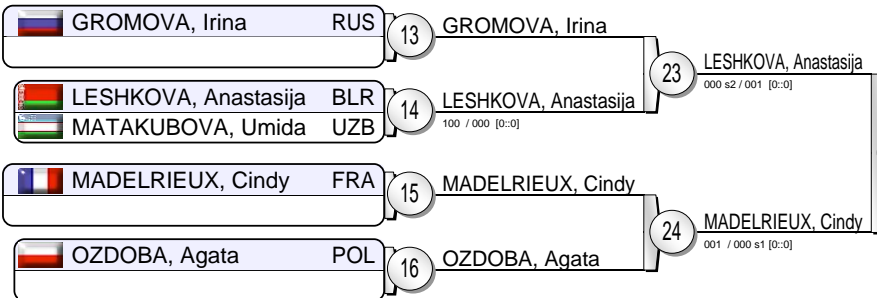 GROMOVA, Irina RUS
13
GROMOVA, Irina
LESHKOVA, Anastasija BLR
MATAKUBOVA, Umida UZB
14
LESHKOVA, Anastasija
100 / 000 [0::0]
23
LESHKOVA, Anastasija
000 s2 / 001 [0::0]
MADELRIEUX, Cindy FRA
15
MADELRIEUX, Cindy
OZDOBA, Agata POL
16
OZDOBA, Agata
24
MADELRIEUX, Cindy
001 / 000 s1 [0::0]